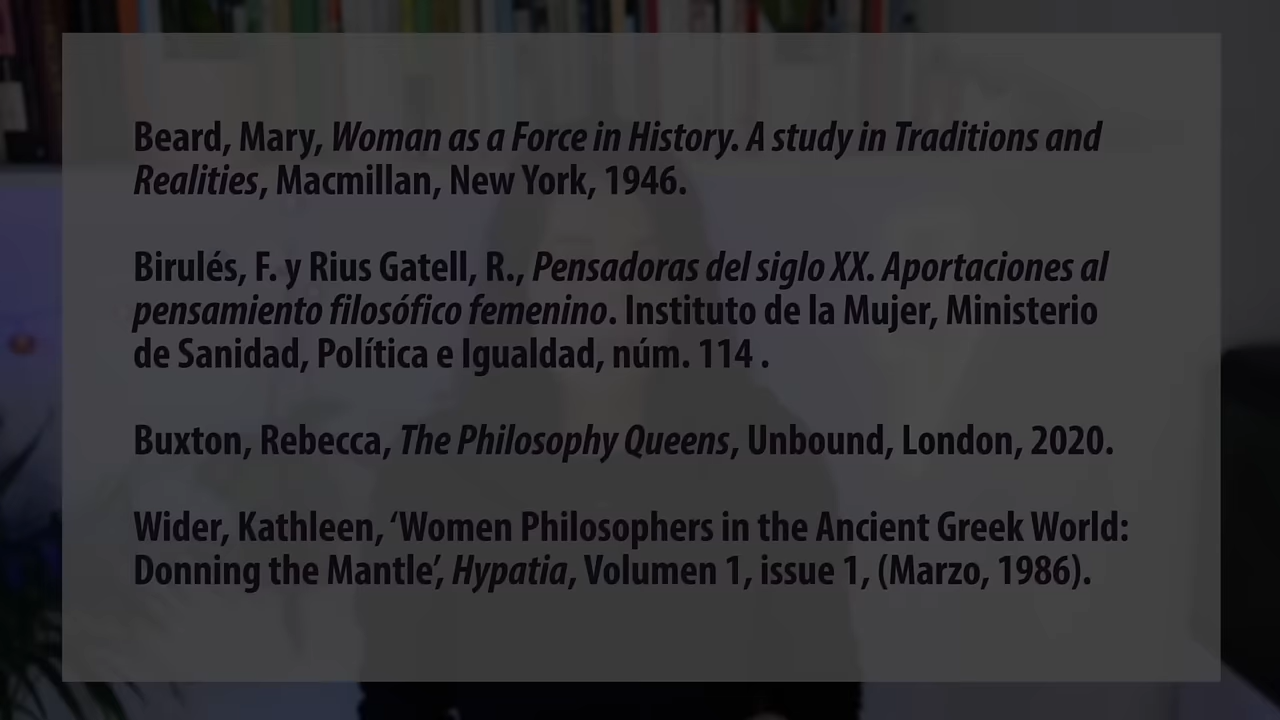 Beard, Mary, Woman as a Force in History. A study in Traditions and
Realities, Macmillan, New York, 1946.
Birulés, F. y Rius Gatell, R., Pensadoras del siglo XX. Aportaciones al
pensamiento filosófico femenino. Instituto de la Mujer, Ministerio
de Sanidad, Política e Igualdad, núm. 114 .
Buxton, Rebecca, The Philosophy Queens, Unbound, London, 2020.
Wider, Kathleen, ‘Women Philosophers in the Ancient Greek World:
Donning the Mantle’, Hypatia, Volumen 1, issue 1, (Marzo, 1986).